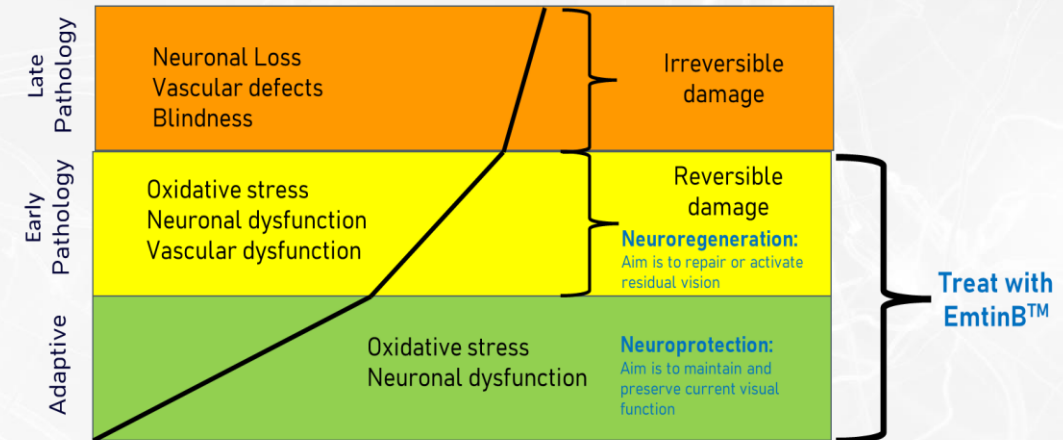 Late
Pathology
Neuronal Loss
Vascular defects
Blindness
Irreversible
damage
Early
Pathology
Oxidative stress
Neuronal dysfunction
Vascular dysfunction
Reversible
damage
Neuroregeneration:
Aim is to repair or activate
residual vision
Adaptive
Oxidative stress
Neuronal dysfunction
Neuroprotection:
Aim is to maintain and
preserve current visual
function
Treat with
EmtinB™